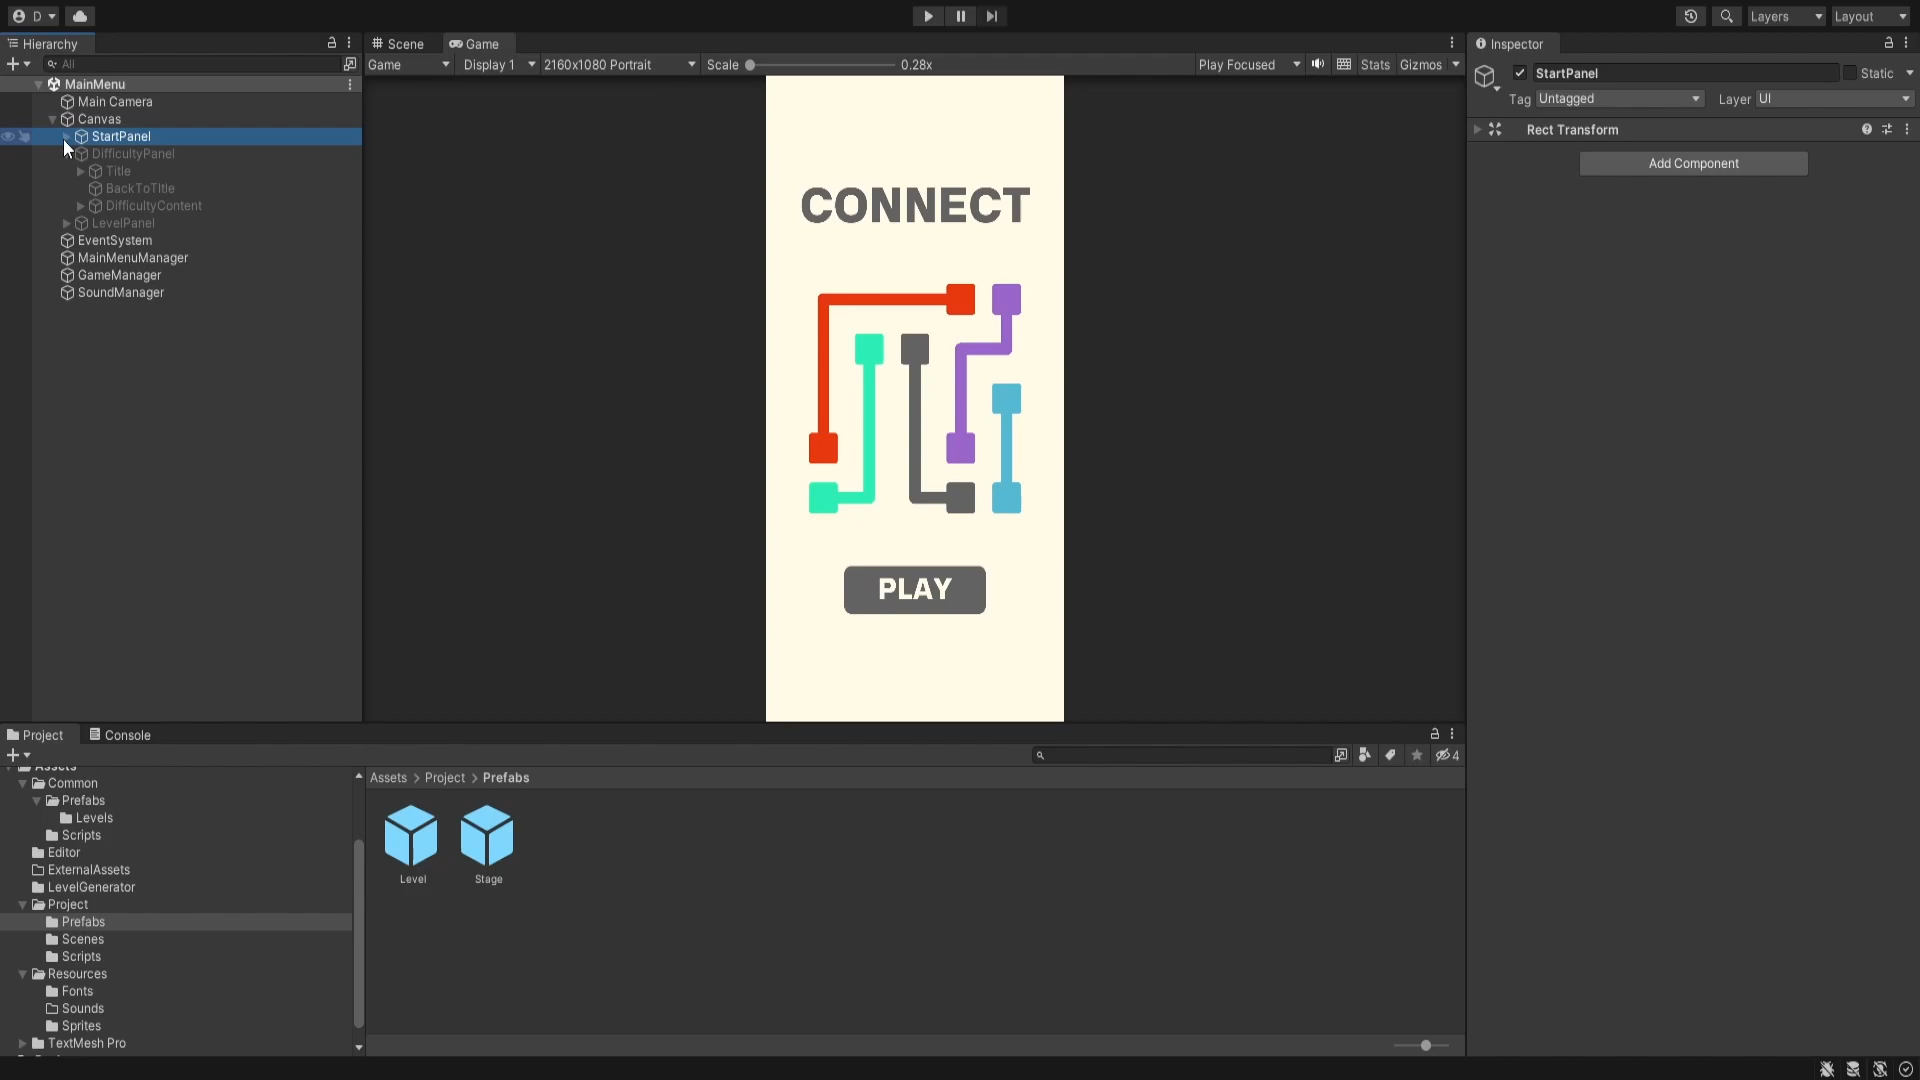 D
Layers
Layout
Hierarchy
All
MainMenu
Main Camera
Canvas
StartPanel
DifficultyPanel
Title
BackToTItle
DifficultyContent
LevelPanel
EventSystem
MainMenuManager
GameManager
SoundManager
Scene
Game
Game
Display 1
2160x1080 Portrait
Scale
0.28x
Play Focused
Stats
Gizmos
CONNECT
PLAY
Inspector
StartPanel
Static
Tag
Untagged
Layer
UI
Rect Transform
Add Component
Project
Console
4
Assets
Common
Prefabs
Levels
Scripts
Editor
ExternalAssets
LevelGenerator
Project
Prefabs
Scenes
Scripts
Resources
Fonts
Sounds
Sprites
TextMesh Pro
Assets > Project > Prefabs
Level
Stage